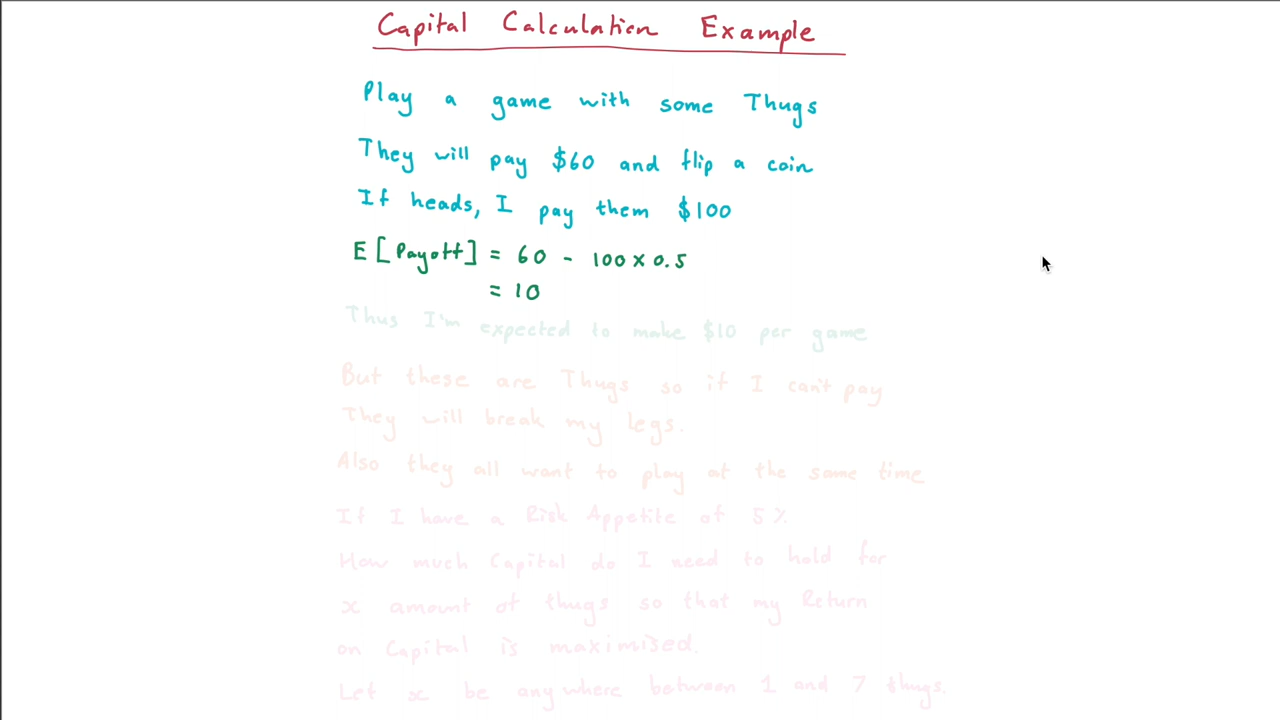 Capital Calculation Example
Play a game with some Thugs
They will pay $60 and flip a coin
If heads, I pay them $100
E[Payoff] = 60 - 100 x 0.5
= 10
Thus I'm expected to make $10 per game
But these are Thugs so if I can't pay
They will break my legs.
Also they all want to play at the same time
If I have a Risk Appetite of 5%
How much Capital do I need to hold for
x amount of thugs so that my Return
on Capital is maximised.
Let x be anywhere between 1 and 7 thugs.